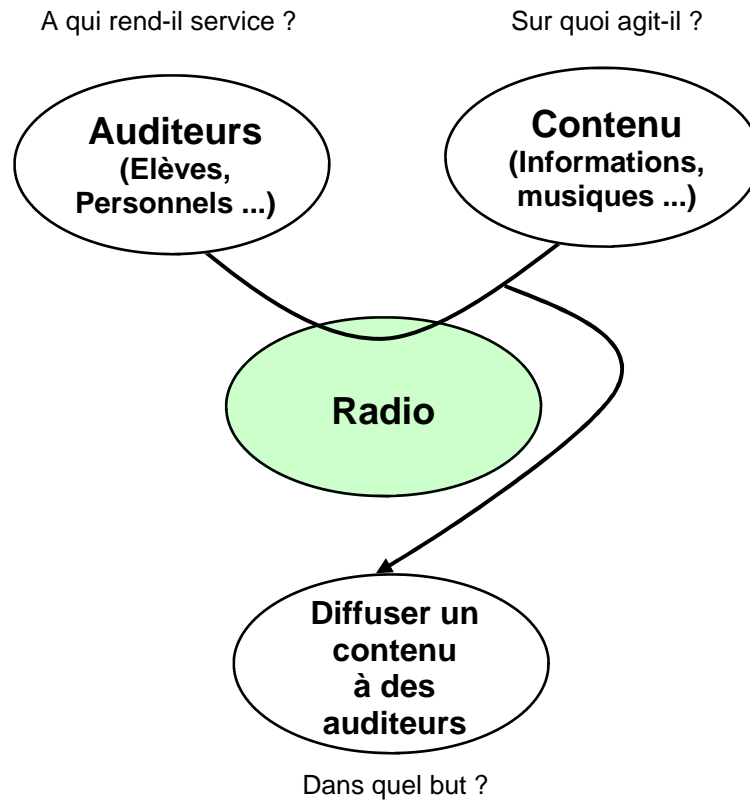 A qui rend-il service ?
Sur quoi agit-il ?
Auditeurs
(Elèves,
Personnels ...)
Contenu
(Informations,
musiques ...)
Radio
Diffuser un
contenu
à des
auditeurs
Dans quel but ?